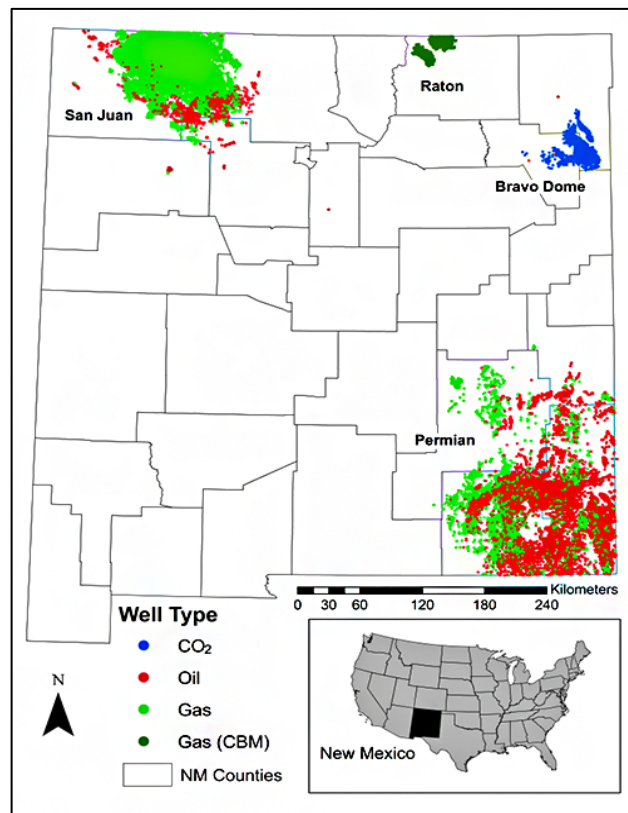 Raton
San Juan
Bravo Dome
Permian
Kilometers
0 30 60 120 180 240
Well Type
CO₂
Oil
Gas
Gas (CBM)
NM Counties
N
New Mexico